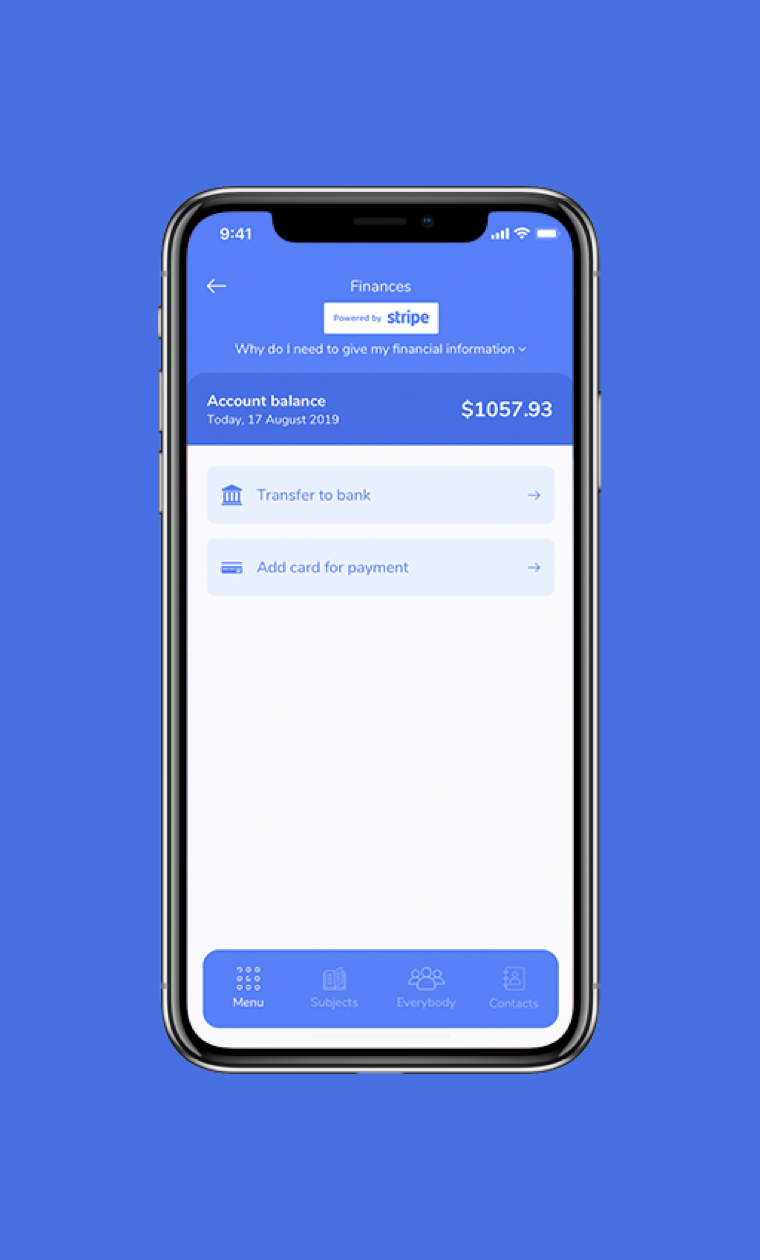 9:41
Finances
Powered by stripe
Why do I need to give my financial information
Account balance
$1057.93
Today, 17 August 2019
Transfer to bank
Add card for payment
Menu Subjects Everybody Contacts